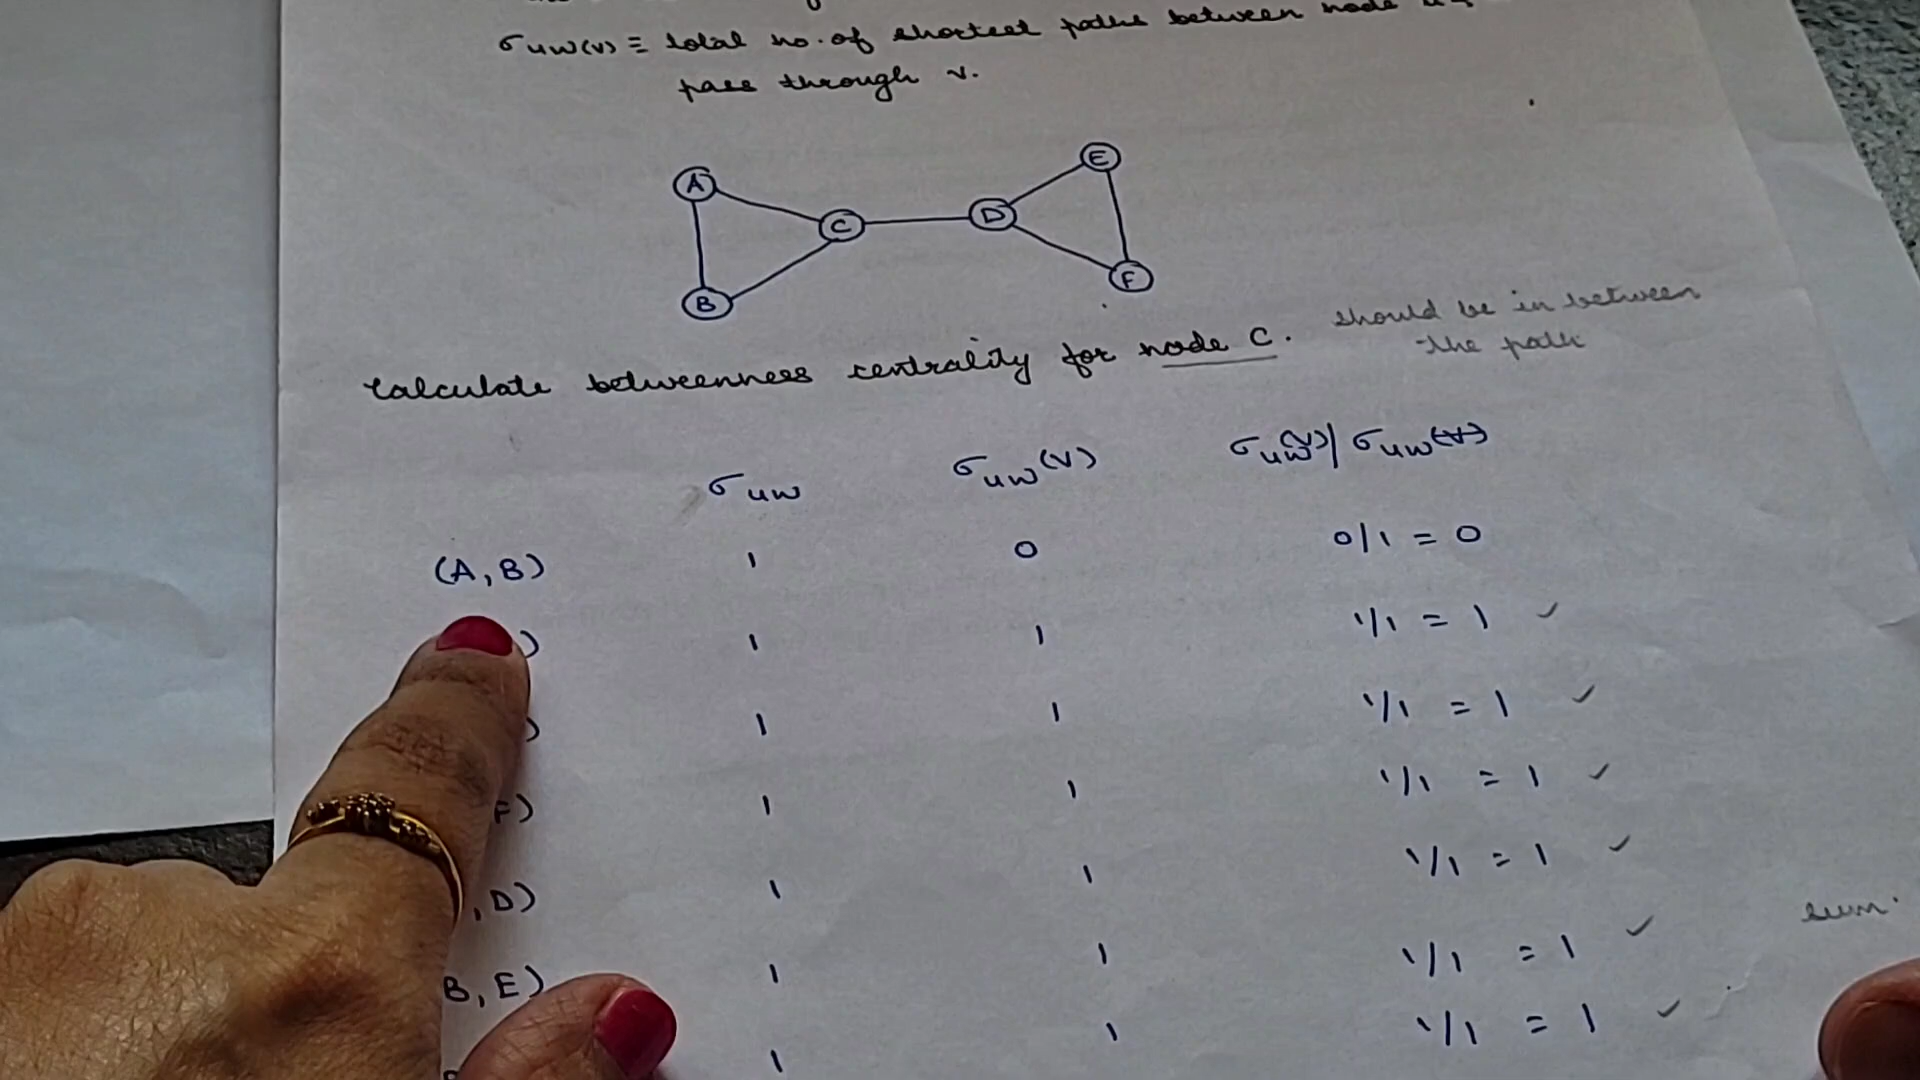 σuw(v) ≡ total no. of shortest paths between node u
pass through v.
A
B
C
D
E
F
Calculate betweenness centrality for node C. should be in between
the path
σuw σuw(v) σuw(v)| σuw(v)
(A,B) 1 0 0/1 = 0
) 1 1 1/1 = 1 ✓
) 1 1 1/1 = 1 ✓
F) 1 1 1/1 = 1 ✓
,D) 1 1 1/1 = 1 ✓
B,E) 1 1 1/1 = 1 ✓
1 1 1/1 = 1 ✓
sum.